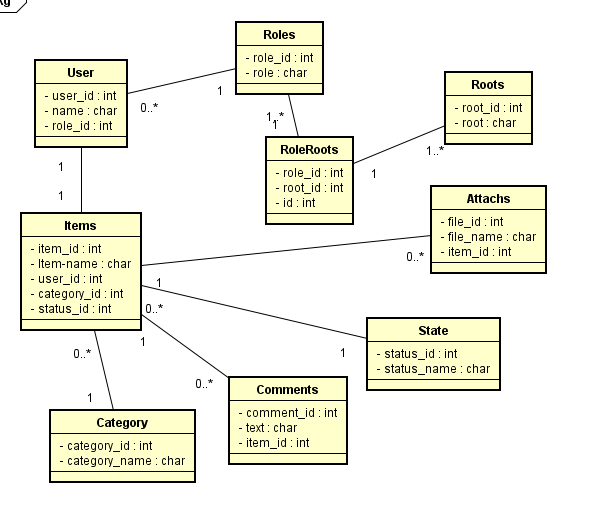 Roles
- role_id : int
- role : char
User
- user_id : int
- name : char
- role_id : int
0..*
1
Roots
- root_id : int
- root : char
1..*
1
RoleRoots
- role_id : int
- root_id : int
- id : int
1
1..*
1
1
Items
- item_id : int
- Item-name : char
- user_id : int
- category_id : int
- status_id : int
Attachs
- file_id : int
- file_name : char
- item_id : int
1
0..*
0..*
1
State
- status_id : int
- status_name : char
1
0..*
Comments
- comment_id : int
- text : char
- item_id : int
0..*
1
Category
- category_id : int
- category_name : char